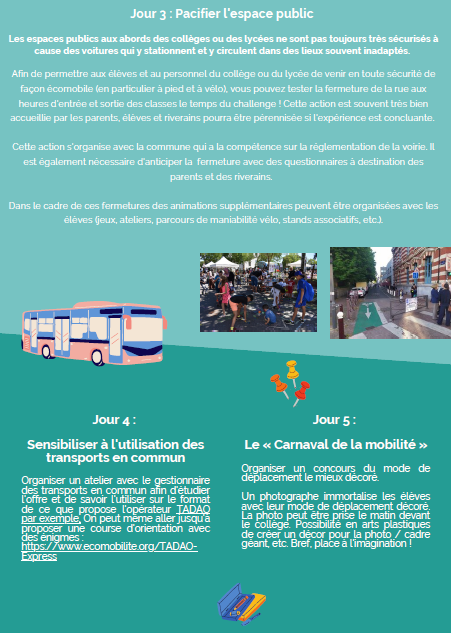 Jour 3 : Pacifier l'espace public
Les espaces publics aux abords des collèges ou des lycées ne sont pas toujours très sécurisés à
cause des voitures qui y stationnent et y circulent dans des lieux souvent inadaptés.
Afin de permettre aux élèves et au personnel du collège ou du lycée de venir en toute sécurité de
façon écomobile (en particulier à pied et à vélo), vous pouvez tester la fermeture de la rue aux
heures d'entrée et sortie des classes le temps du challenge ! Cette action est souvent très bien
accueillie par les parents, élèves et riverains pourra être pérennisée si l'expérience est concluante.
Cette action s'organise avec la commune qui a la compétence sur la réglementation de la voirie. Il
est également nécessaire d'anticiper la fermeture avec des questionnaires à destination des
parents et des riverains.
Dans le cadre de ces fermetures des animations supplémentaires peuvent être organisées avec les
élèves (jeux, ateliers, parcours de maniabilité vélo, stands associatifs, etc.).
Jour 4 :
Sensibiliser à l'utilisation des
transports en commun
Organiser un atelier avec le gestionnaire
des transports en commun afin d'étudier
l'offre et de savoir l'utiliser sur le format
de ce que propose l'opérateur TADAO
par exemple. On peut même aller jusqu'à
proposer une course d'orientation avec
des énigmes :
https://www.ecomobilite.org/TADAO-
Express
Jour 5 :
Le « Carnaval de la mobilité »
Organiser un concours du mode de
déplacement le mieux décoré.
Un photographe immortalise les élèves
avec leur mode de déplacement décoré.
La photo peut être prise le matin devant
le collège. Possibilité en arts plastiques
de créer un décor pour la photo / cadre
géant, etc. Bref, place à l'imagination !